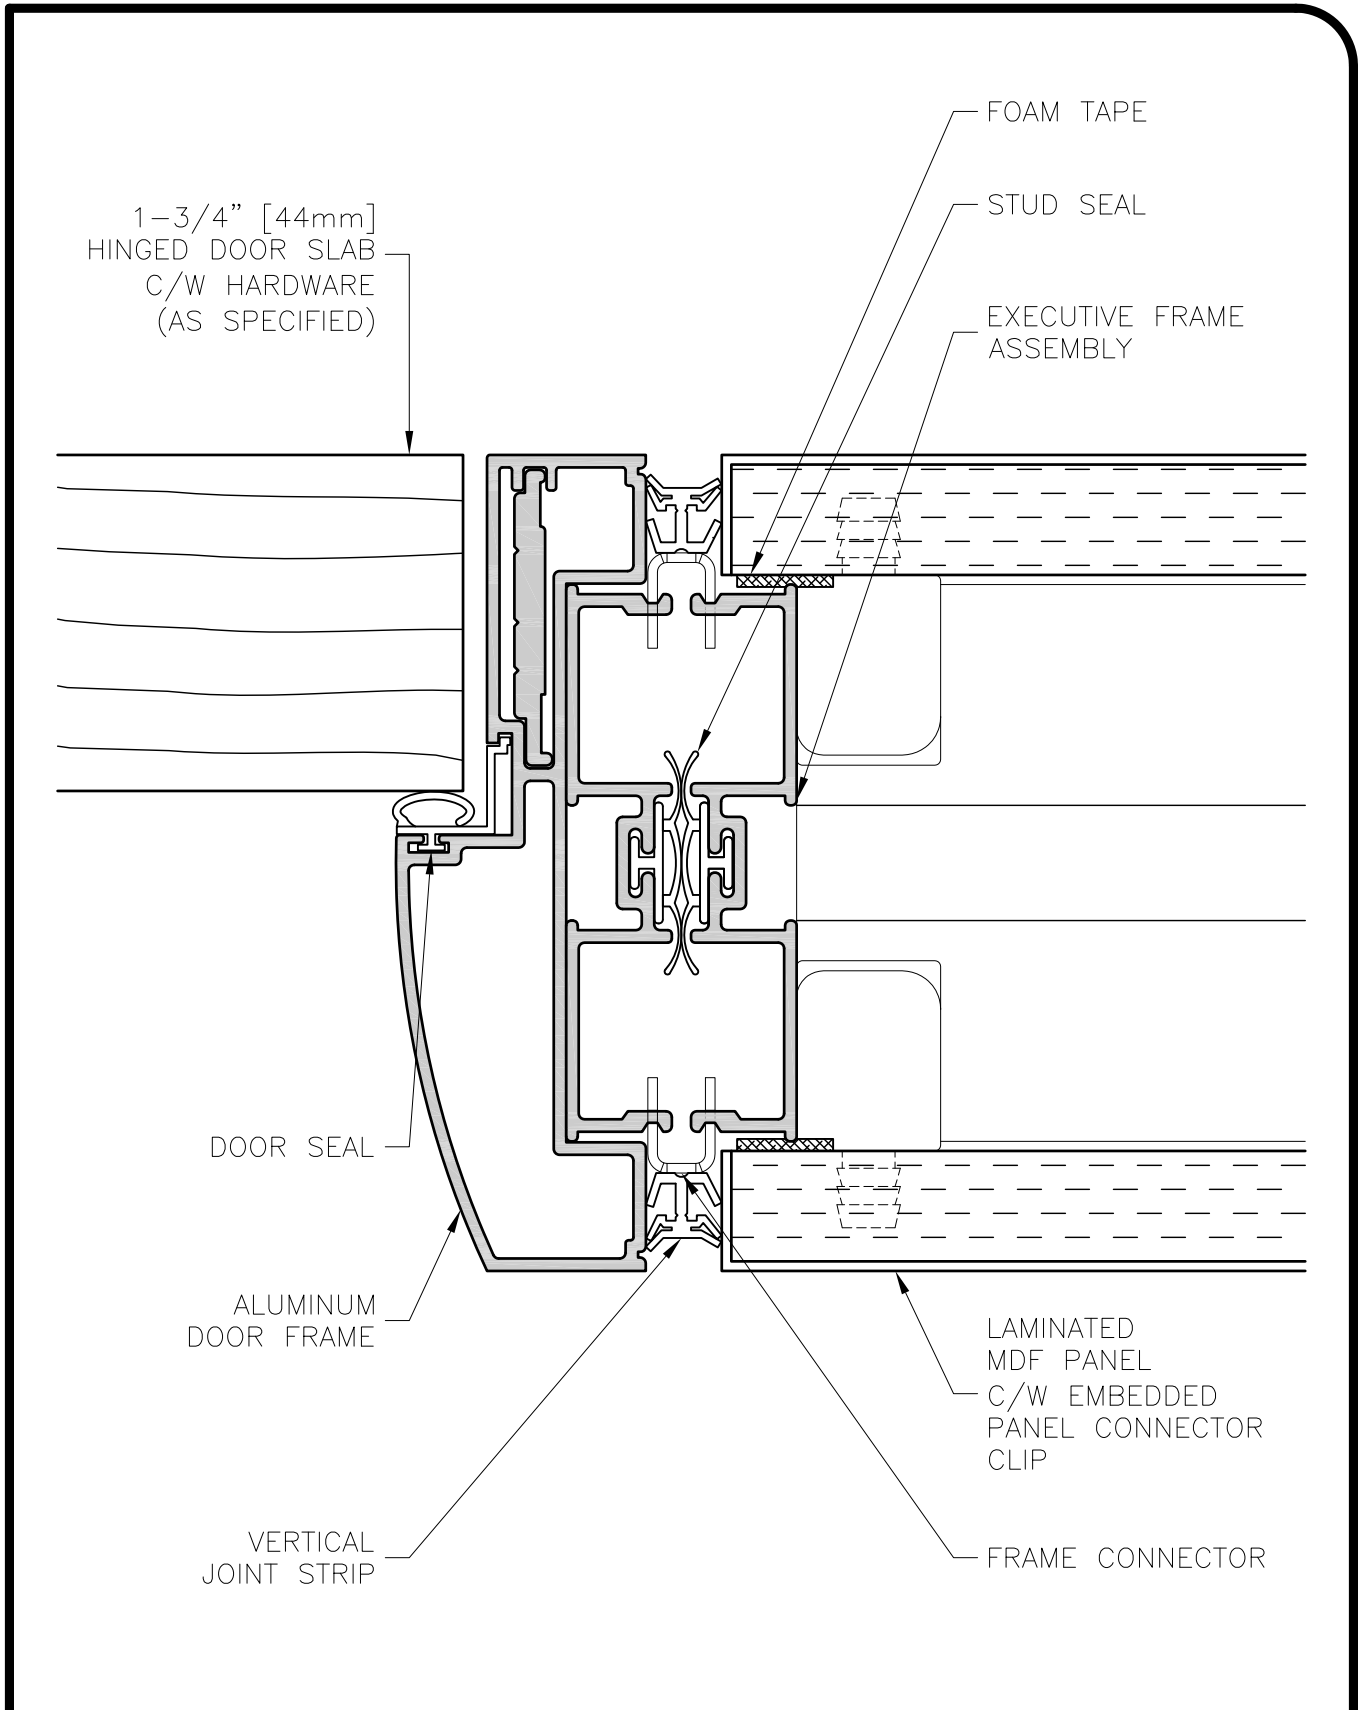 FOAM TAPE
STUD SEAL
1-3/4” [44mm]
HINGED DOOR SLAB
C/W HARDWARE
(AS SPECIFIED)
EXECUTIVE FRAME
ASSEMBLY
DOOR SEAL
ALUMINUM
DOOR FRAME
LAMINATED
MDF PANEL
C/W EMBEDDED
PANEL CONNECTOR
CLIP
VERTICAL
JOINT STRIP
FRAME CONNECTOR